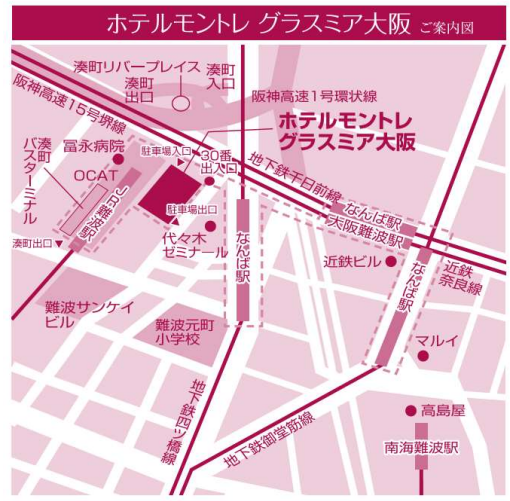 ホテルモントレ グラスミア大阪 ご案内図
湊町リバープレイス
湊町
出口
湊町
入口
阪神高速15号堺線
阪神高速1号環状線
ホテルモントレ
グラスミア大阪
冨永病院
駐車場入口
30番
出入口
地下鉄千日前線
湊町
バスターミナル
OCAT
JR難波駅
駐車場出口
なんば駅
大阪難波駅
湊町出口
代々木
ゼミナール
なんば駅
近鉄ビル
なんば駅
近鉄
奈良線
難波サンケイ
ビル
難波元町
小学校
マルイ
地下鉄四ツ橋線
地下鉄御堂筋線
高島屋
南海難波駅